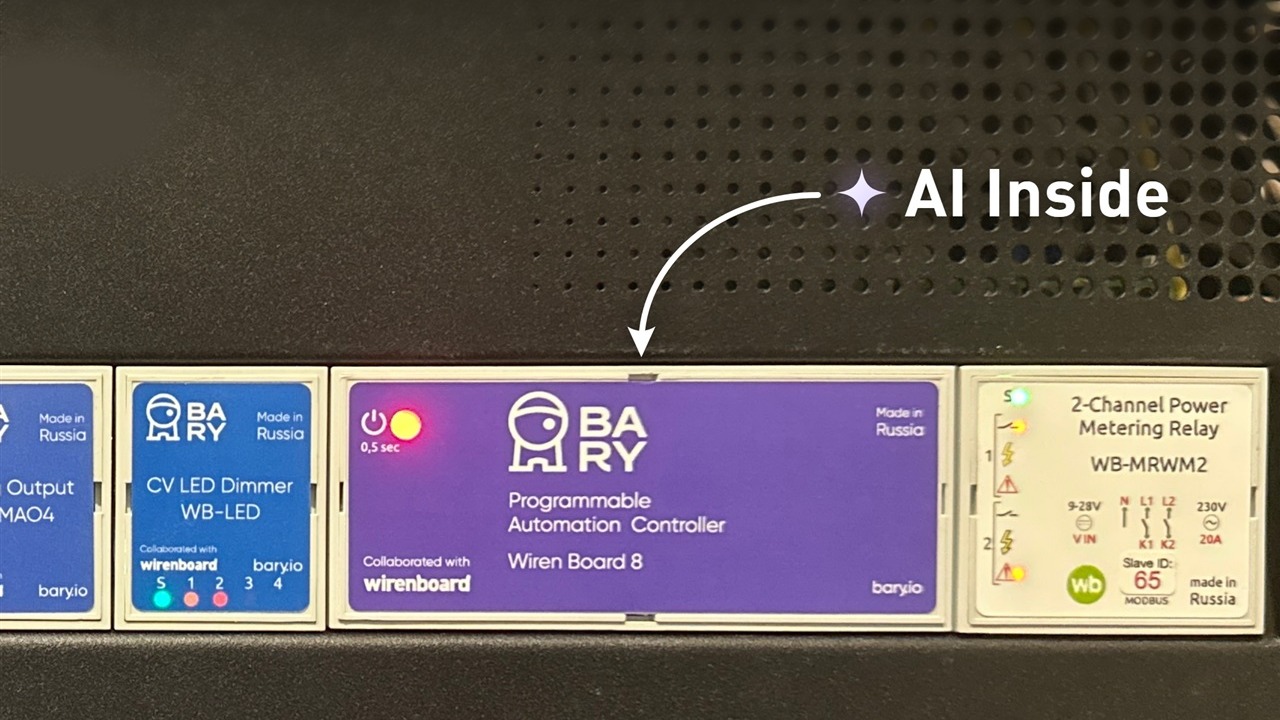 AI Inside
Made in
Russia
Output
MAO4
bary.io
BA
RY
Made in
Russia
CV LED Dimmer
WB-LED
Collaborated with
wirenboard
bary.io
S 1 2 3 4
0,5 sec
BA
RY
Made in
Russia
Programmable
Automation Controller
Wiren Board 8
Collaborated with
wirenboard
bary.io
S
1
2
2-Channel Power
Metering Relay
WB-MRWM2
9-28V
VIN
N L1 L2
K1 K2
230V
20A
wb
Slave ID:
65
MODBUS
made in
Russia